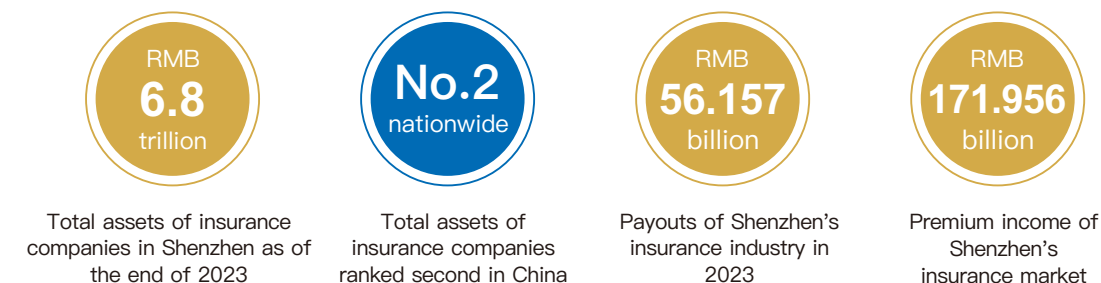 RMB
6.8
trillion
Total assets of insurance
companies in Shenzhen as of
the end of 2023
No.2
nationwide
Total assets of
insurance companies
ranked second in China
RMB
56.157
billion
Payouts of Shenzhen's
insurance industry in
2023
RMB
171.956
billion
Premium income of
Shenzhen's
insurance market